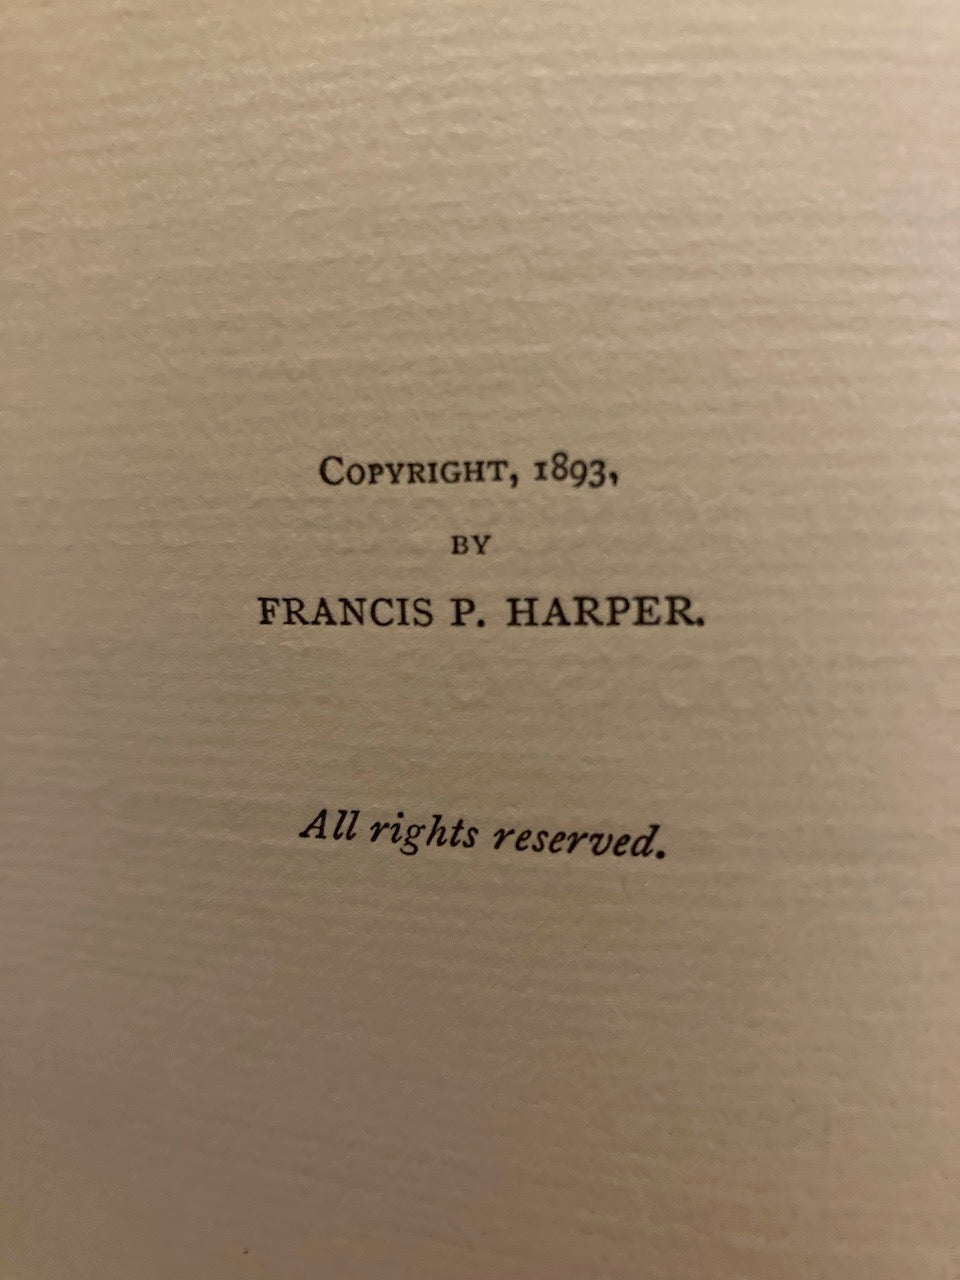 Copyright, 1893,
BY
FRANCIS P. HARPER.
All rights reserved.